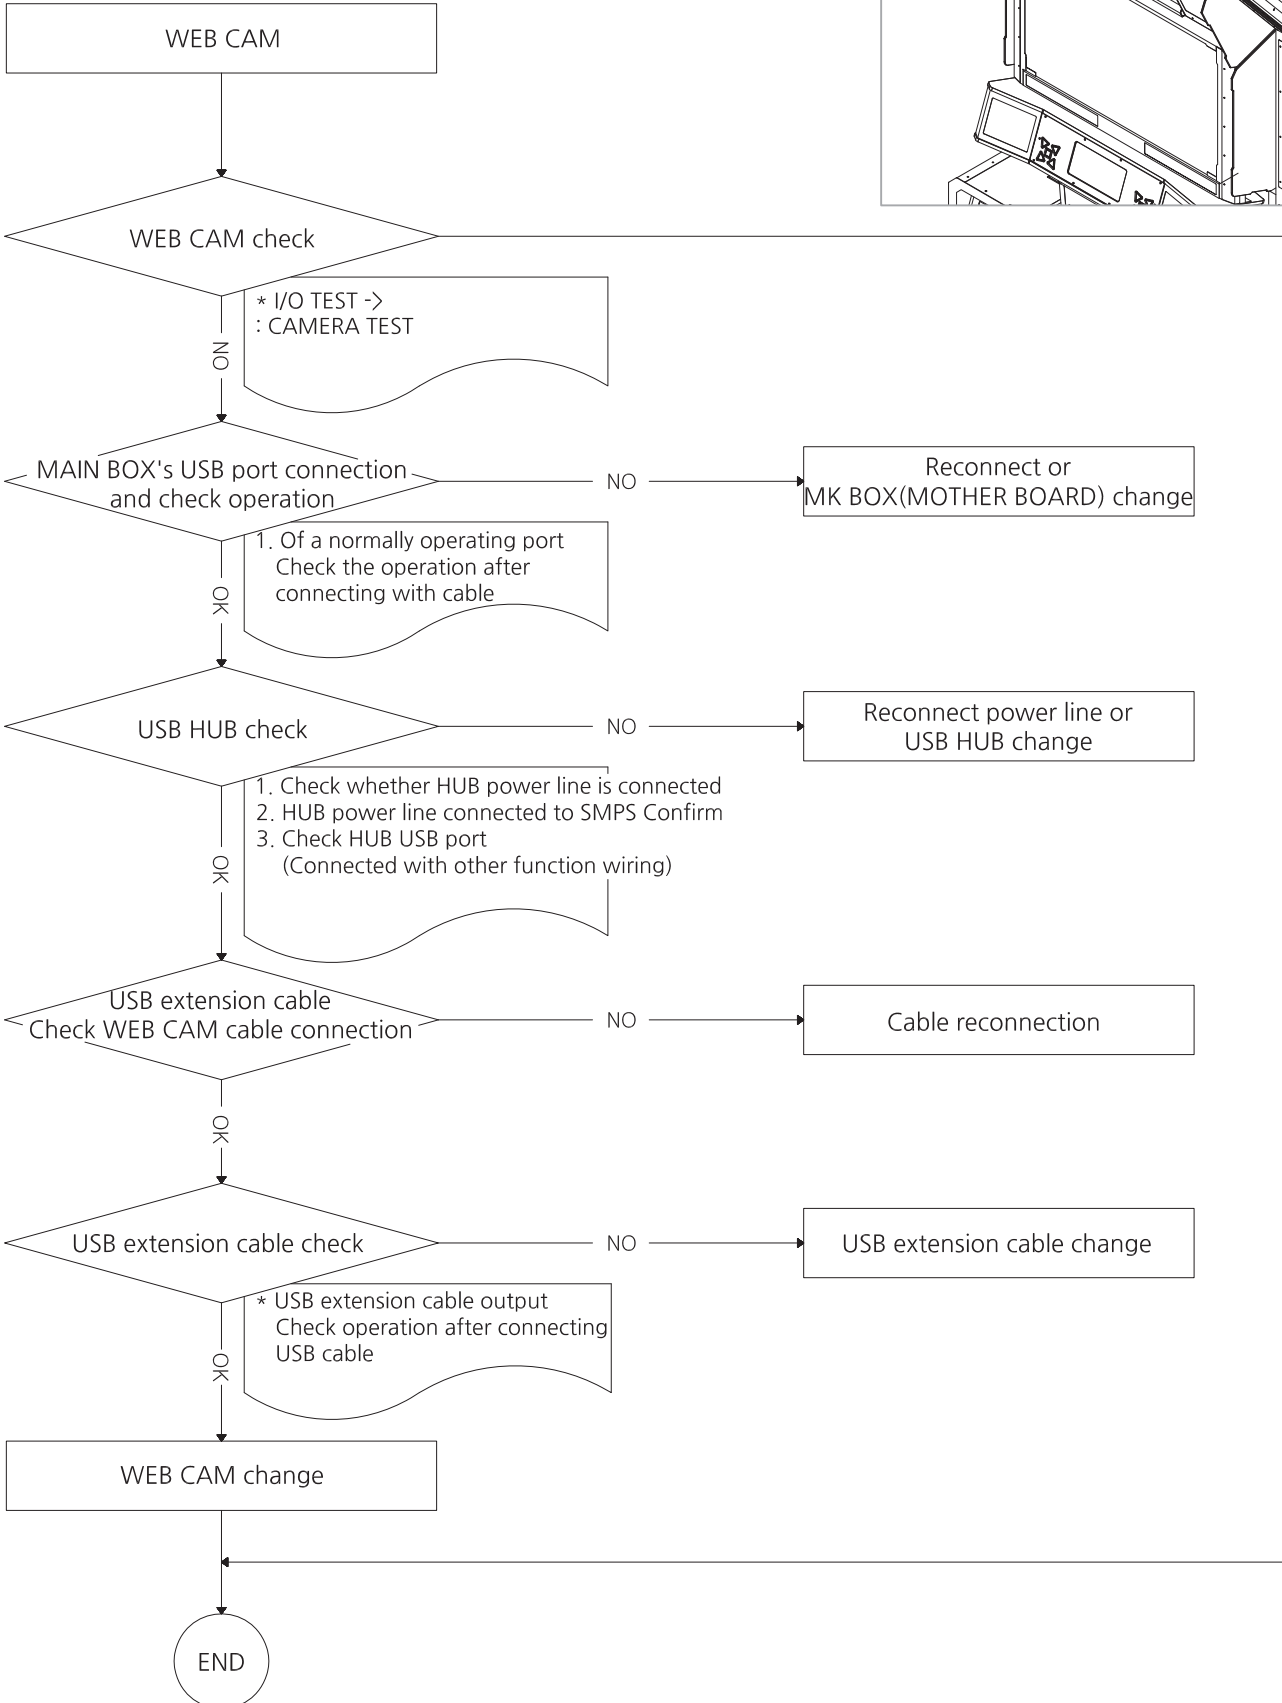 WEB CAM
WEB CAM check
* I/O TEST ->
: CAMERA TEST
NO
MAIN BOX's USB port connection
and check operation
NO
Reconnect or
MK BOX(MOTHER BOARD) change
1. Of a normally operating port
Check the operation after
connecting with cable
OK
USB HUB check
NO
Reconnect power line or
USB HUB change
1. Check whether HUB power line is connected
2. HUB power line connected to SMPS Confirm
3. Check HUB USB port
(Connected with other function wiring)
OK
USB extension cable
Check WEB CAM cable connection
NO
Cable reconnection
OK
USB extension cable check
NO
USB extension cable change
* USB extension cable output
Check operation after connecting
USB cable
OK
WEB CAM change
END